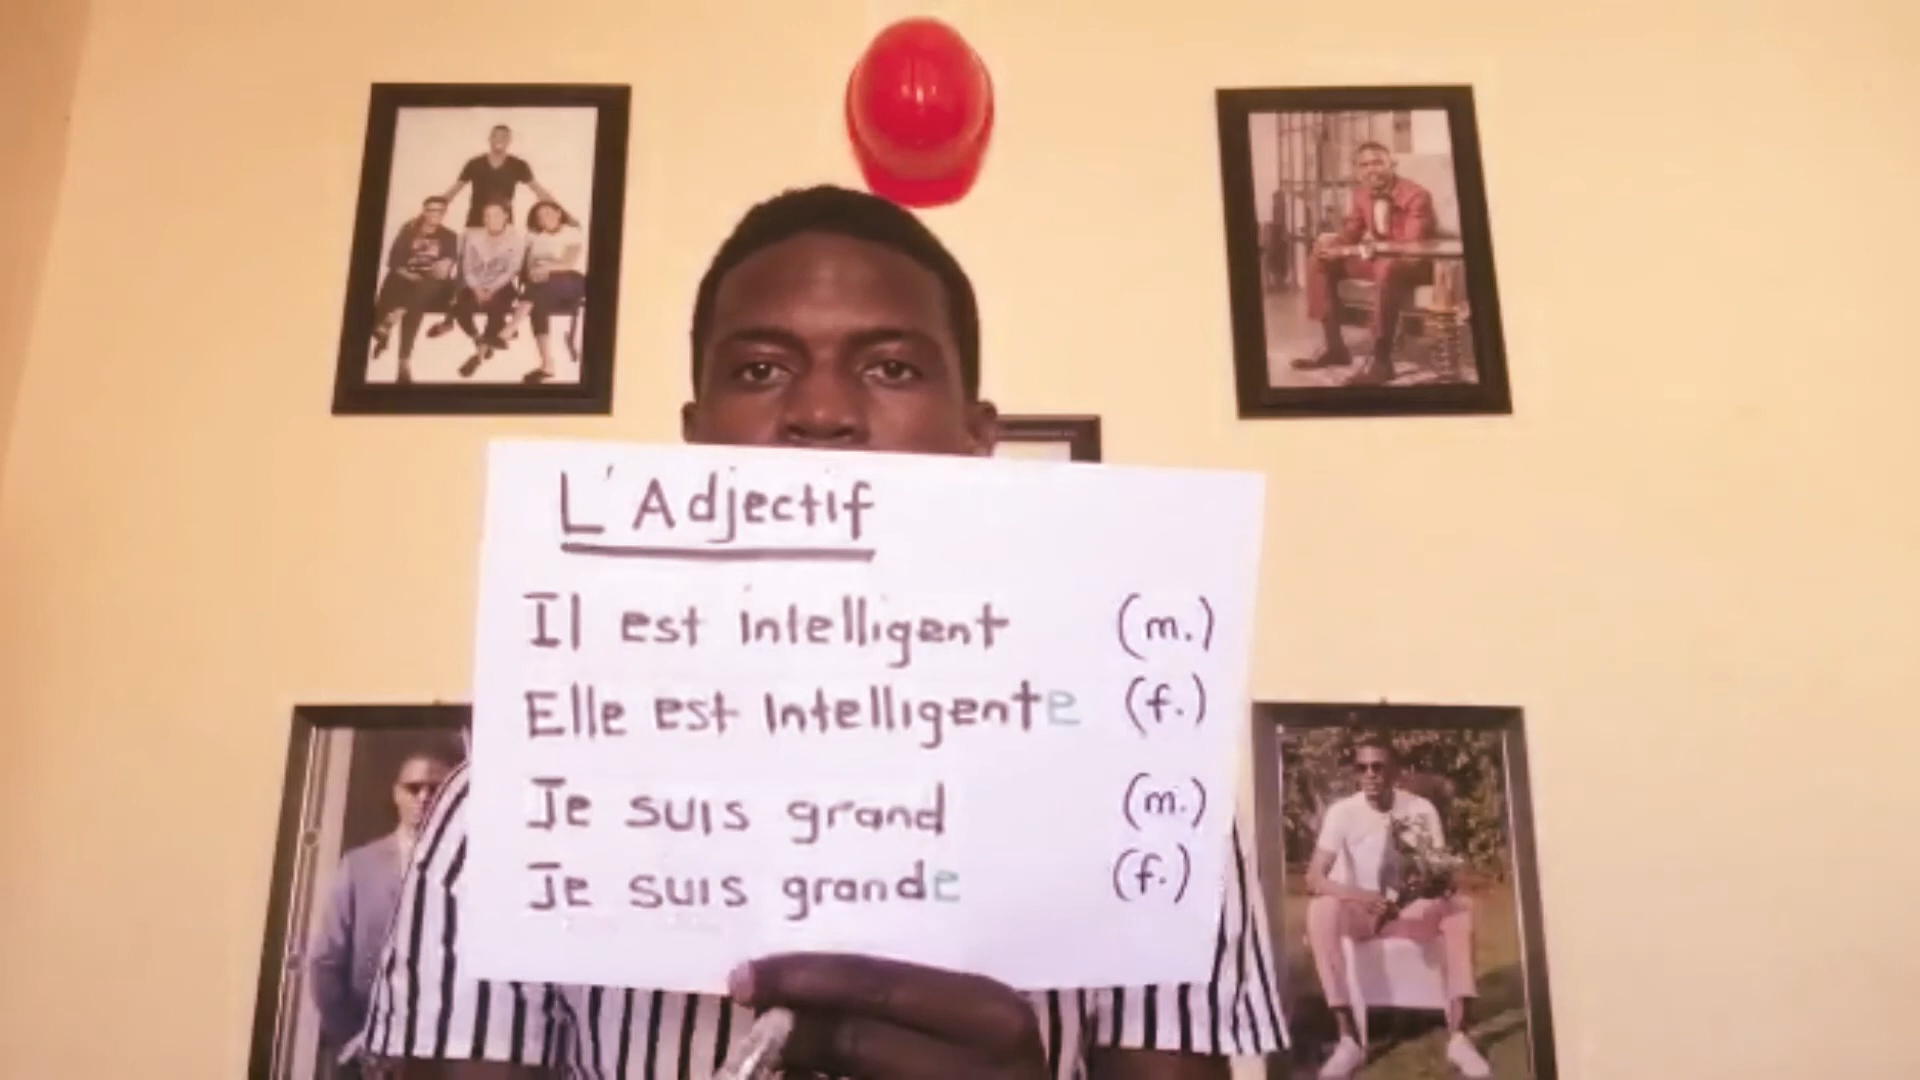 L'Adjectif
Il est intelligent (m.)
Elle est Intelligente (f.)
Je suis grand (m.)
Je suis grande (f.)